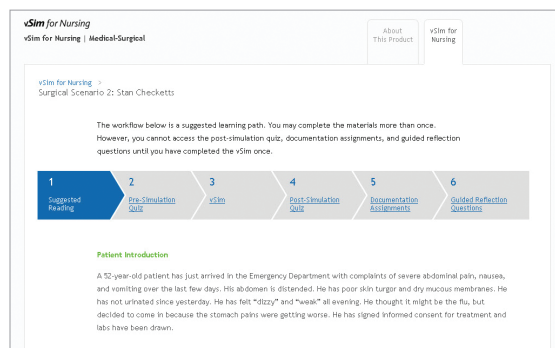 vSim for Nursing
vSim for Nursing | Medical-Surgical
About
This Product
vSim for
Nursing
vSim for Nursing >
Surgical Scenario 2: Stan Checketts
The workflow below is a suggested learning path. You may complete the materials more than once.
However, you cannot access the post-simulation quiz, documentation assignments, and guided reflection
questions until you have completed the vSim once.
1
Suggested
Reading
2
Pre-Simulation
Quiz
3
vSim
4
Post-Simulation
Quiz
5
Documentation
Assignments
6
Guided Reflection
Questions
Patient Introduction
A 52-year-old patient has just arrived in the Emergency Department with complaints of severe abdominal pain, nausea,
and vomiting over the last few days. His abdomen is distended. He has poor skin turgor and dry mucous membranes. He
has not urinated since yesterday. He has felt "dizzy" and "weak" all evening. He thought it might be the flu, but
decided to come in because the stomach pains were getting worse. He has signed informed consent for treatment and
labs have been drawn.